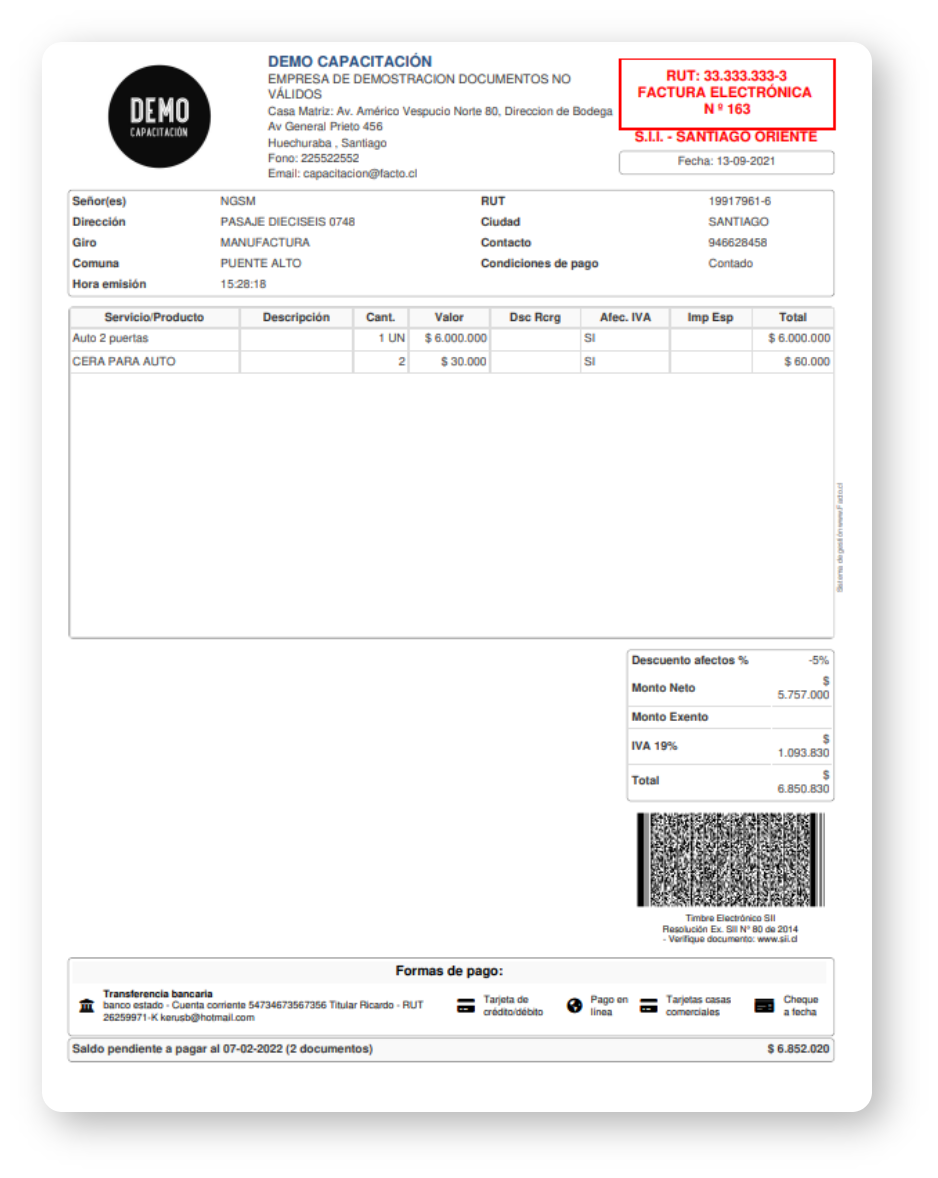 DEMO
CAPACITACIÓN
DEMO CAPACITACIÓN
EMPRESA DE DEMOSTRACION DOCUMENTOS NO
VÁLIDOS
Casa Matriz: Av. Américo Vespucio Norte 80, Direccion de Bodega
Av General Prieto 456
Huechuraba , Santiago
Fono: 225522552
Email: capacitacion@facto.cl
RUT: 33.333.333-3
FACTURA ELECTRÓNICA
N º 163
S.I.I. - SANTIAGO ORIENTE
Fecha: 13-09-2021
Señor(es) NGSM RUT 19917961-6
Dirección PASAJE DIECISEIS 0748 Ciudad SANTIAGO
Giro MANUFACTURA Contacto 946628458
Comuna PUENTE ALTO Condiciones de pago Contado
Hora emisión 15:28:18
Servicio/Producto Descripción Cant. Valor Dsc Rcrg Afec. IVA Imp Esp Total
Auto 2 puertas 1 UN $ 6.000.000 SI $ 6.000.000
CERA PARA AUTO 2 $ 30.000 SI $ 60.000
Sistema de gestión www.Facto.cl
Descuento afectos % -5%
Monto Neto $ 5.757.000
Monto Exento
IVA 19% $ 1.093.830
Total $ 6.850.830
Timbre Electrónico SII
Resolución Ex. SII Nº 80 de 2014
- Verifique documento: www.sii.cl
Formas de pago:
Transferencia bancaria
banco estado - Cuenta corriente 54734673567356 Titular Ricardo - RUT
26259971-K kerusb@hotmail.com
Tarjeta de
crédito/débito
Pago en
línea
Tarjetas casas
comerciales
Cheque
a fecha
Saldo pendiente a pagar al 07-02-2022 (2 documentos) $ 6.852.020